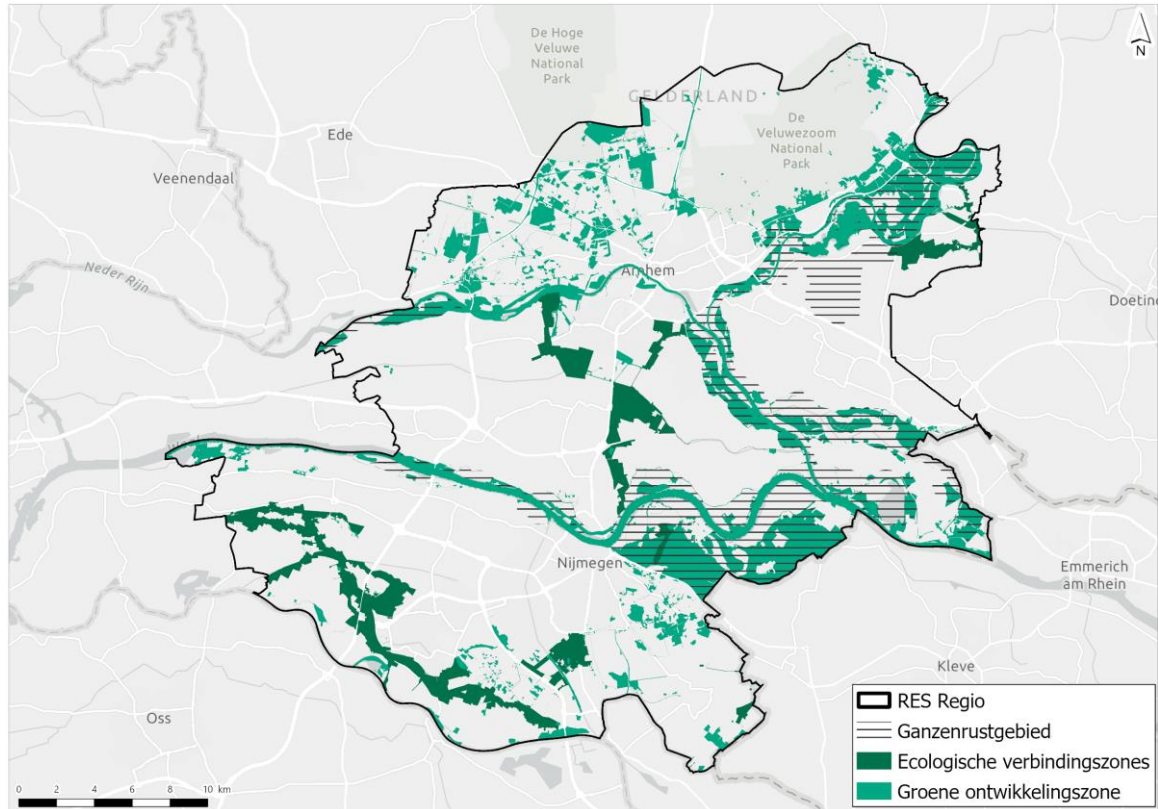 De Hoge
Veluwe
National
Park
N
GELDERLAND
De
Veluwezoom
National
Park
Ede
Veenendaal
Neder Rijn
Arnhem
Doetinc
Nijmegen
Emmerich
am Rhein
Kleve
Oss
RES Regio
Ganzenrustgebied
Ecologische verbindingszones
Groene ontwikkelingszone
0 2 4 6 8 10 km